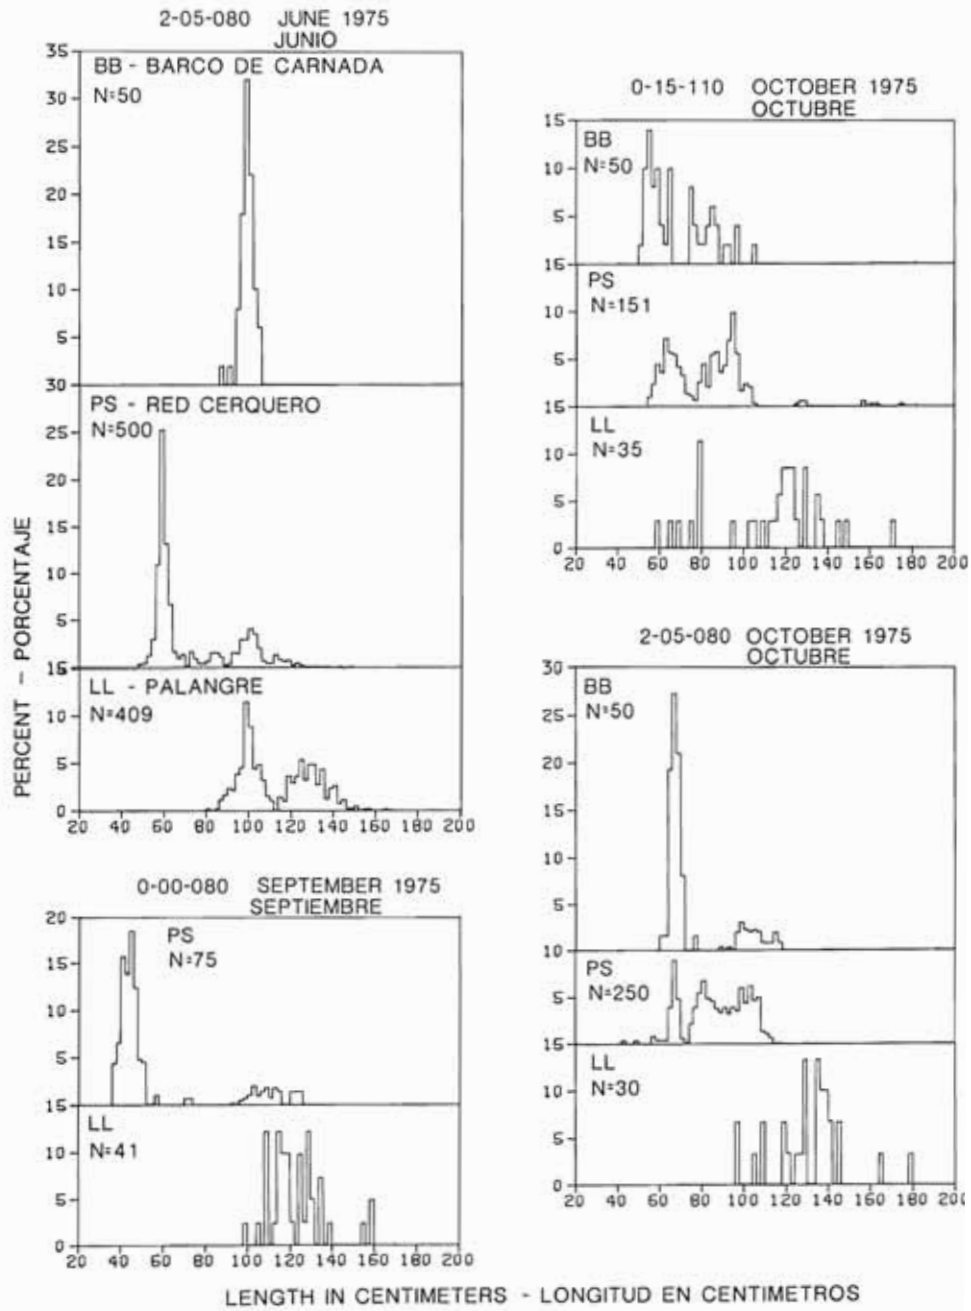 2-05-080 JUNE 1975
JUNIO
35
BB - BARCO DE CARNADA
N=50
30
25
20
15
10
5
30
PS - RED CERQUERO
N=500
25
20
15
10
5
15
LL - PALANGRE
N=409
10
5
0
20 40 60 80 100 120 140 160 180 200
0-00-080 SEPTEMBER 1975
SEPTIEMBRE
20
PS
N=75
15
10
5
15
LL
N=41
10
5
0
20 40 60 80 100 120 140 160 180 200
0-15-110 OCTOBER 1975
OCTUBRE
15
BB
N=50
10
5
15
PS
N=151
10
5
15
LL
N=35
10
5
0
20 40 60 80 100 120 140 160 180 200
2-05-080 OCTOBER 1975
OCTUBRE
30
BB
N=50
25
20
15
10
5
10
PS
N=250
5
15
LL
N=30
10
5
0
20 40 60 80 100 120 140 160 180 200
PERCENT - PORCENTAJE
LENGTH IN CENTIMETERS - LONGITUD EN CENTIMETROS